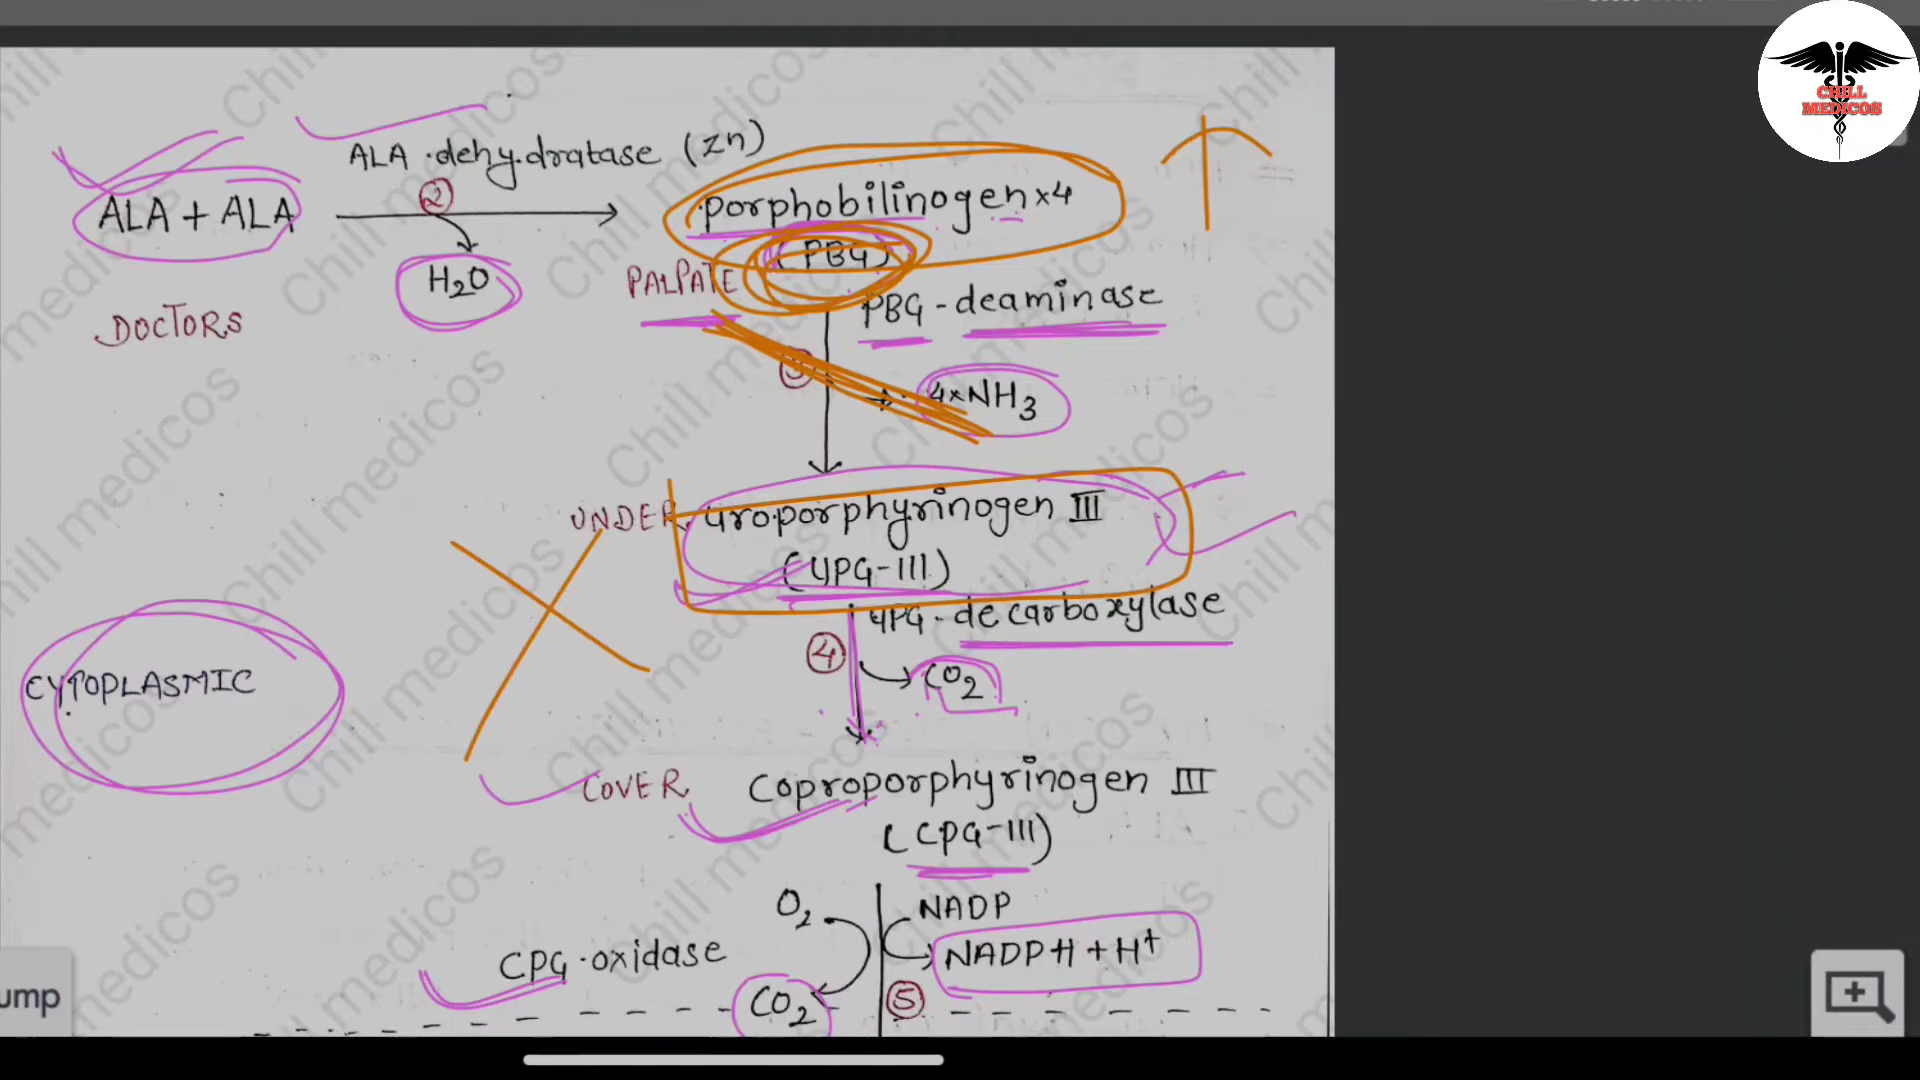 CHILL
MEDICOS
ALA dehydratase (Zn)
ALA + ALA
②
porphobilinogen×4
H₂O
(PBG)
PALPATE
DOCTORS
PBG - deaminase
③
4×NH₃
UNDER
Uroporphyrinogen III
(UPG-III)
UPG - decarboxylase
④
CO₂
CYTOPLASMIC
COVER
Coproporphyrinogen III
(CPG-III)
O₂
NADP
CPG-oxidase
NADPH + H⁺
CO₂
⑤
ump
Chill medicos